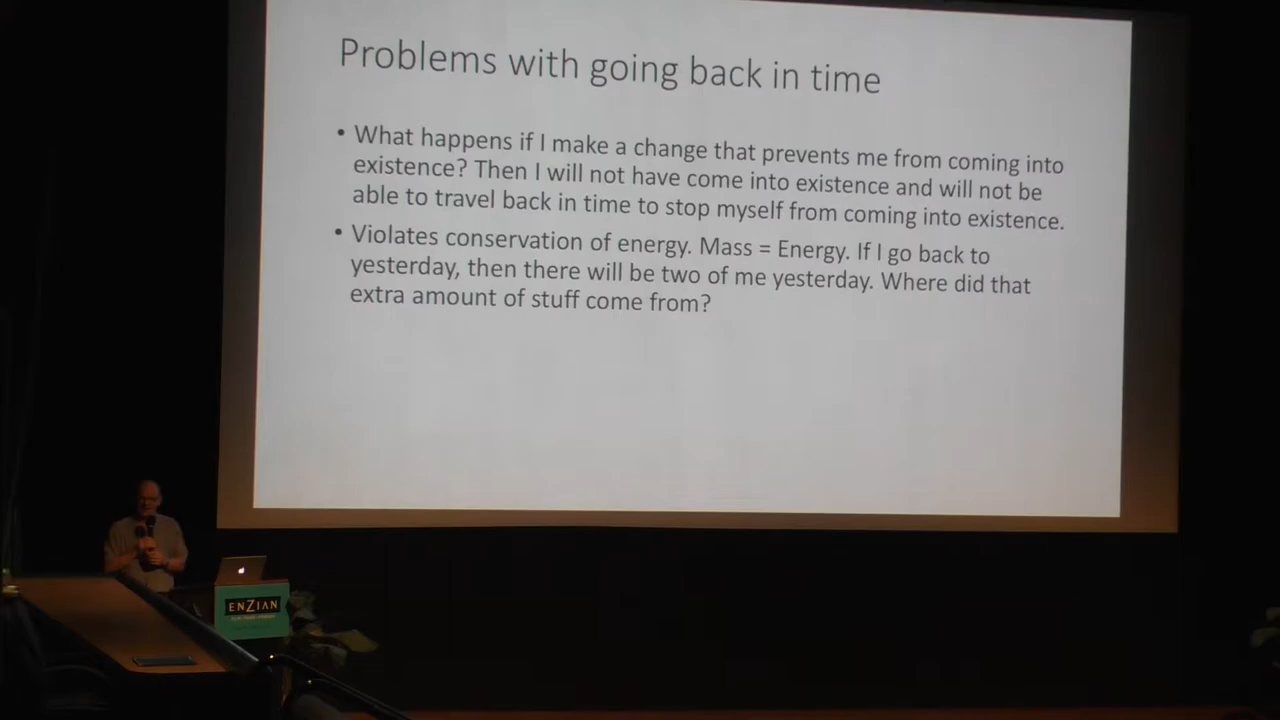 Problems with going back in time
• What happens if I make a change that prevents me from coming into
existence? Then I will not have come into existence and will not be
able to travel back in time to stop myself from coming into existence.
• Violates conservation of energy. Mass = Energy. If I go back to
yesterday, then there will be two of me yesterday. Where did that
extra amount of stuff come from?
ENZIAN